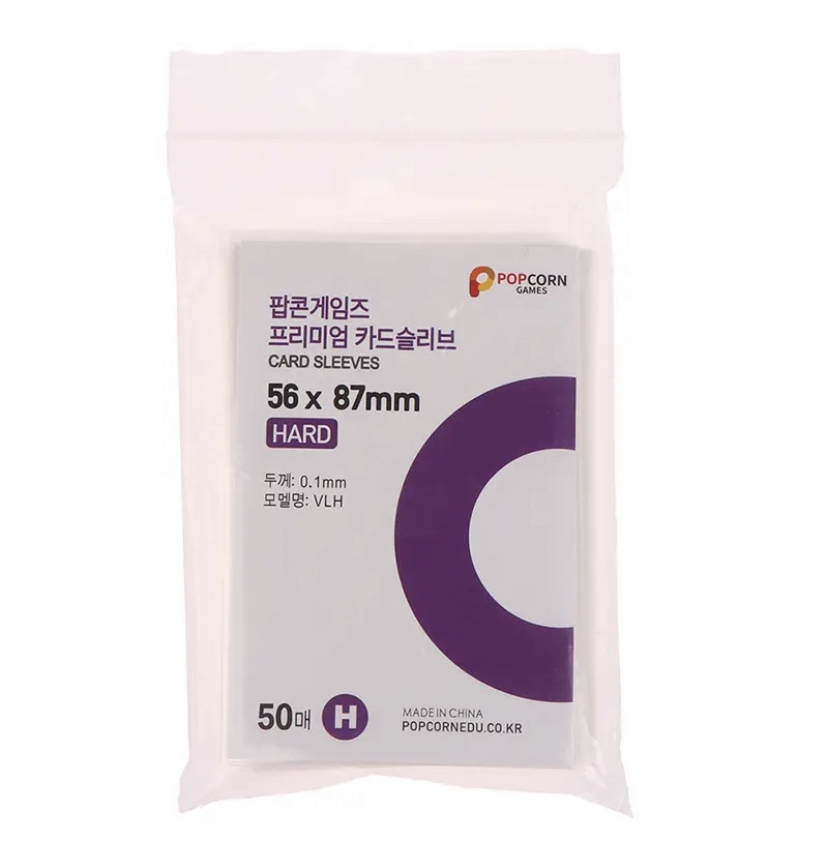 POPCORN
GAMES
팝콘게임즈
프리미엄 카드슬리브
CARD SLEEVES
56 x 87mm
HARD
두께: 0.1mm
모델명: VLH
50매 H
MADE IN CHINA
POPCORNEDU.CO.KR